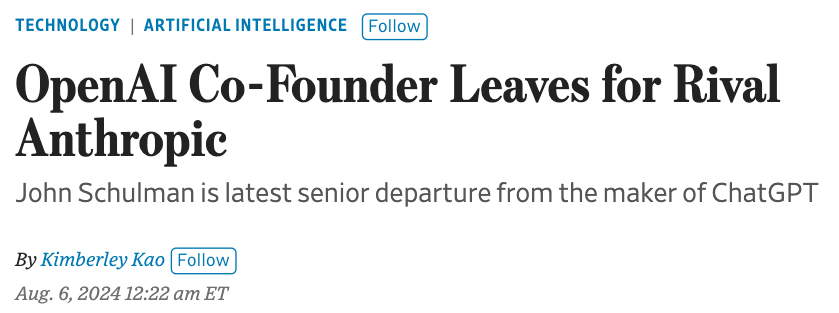 TECHNOLOGY | ARTIFICIAL INTELLIGENCE Follow
OpenAI Co-Founder Leaves for Rival
Anthropic
John Schulman is latest senior departure from the maker of ChatGPT
By Kimberley Kao Follow
Aug. 6, 2024 12:22 am ET